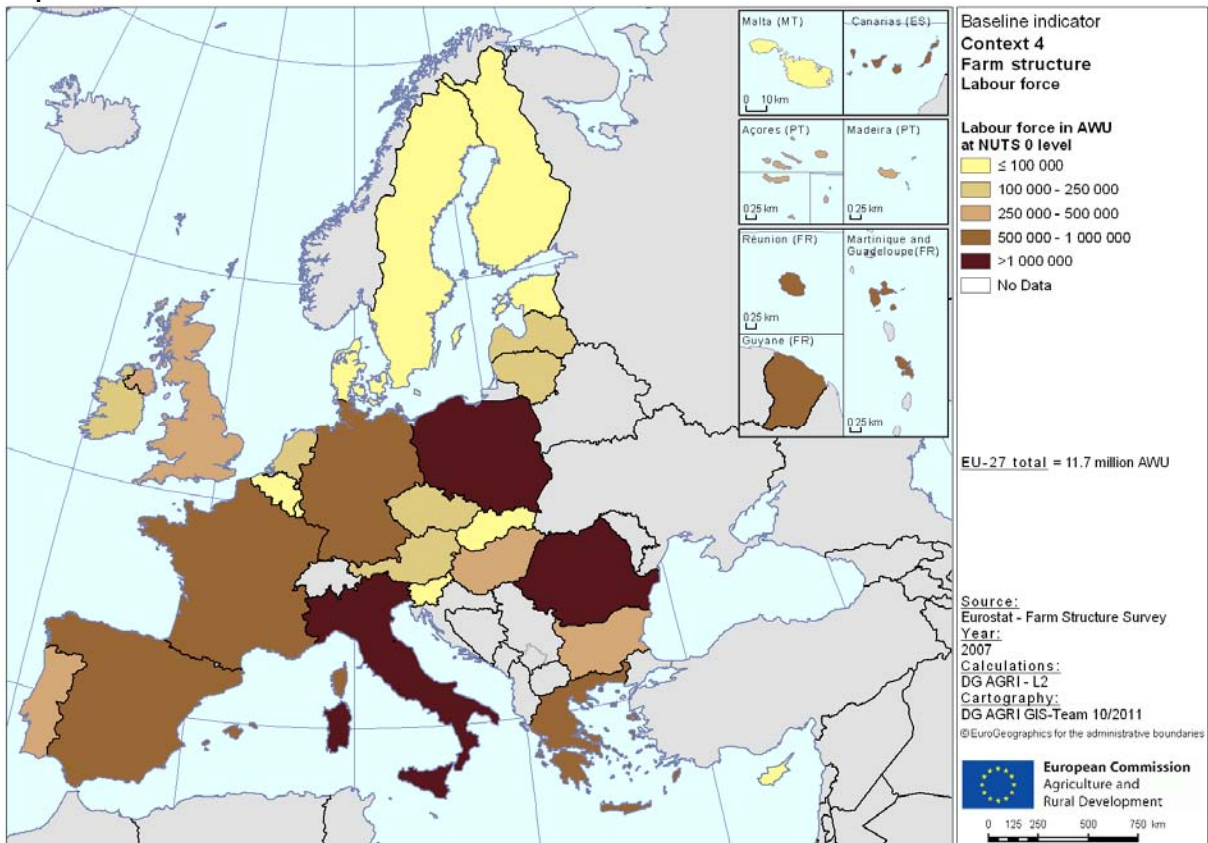 Malta (MT)
0 10 km
Canarias (ES)
Açores (PT)
0 25 km
Madeira (PT)
0 25 km
Réunion (FR)
0 25 km
Martinique and
Guadeloupe(FR)
0 25 km
Guyane (FR)
Baseline indicator
Context 4
Farm structure
Labour force
Labour force in AWU
at NUTS 0 level
≤ 100 000
100 000 - 250 000
250 000 - 500 000
500 000 - 1 000 000
>1 000 000
No Data
EU-27 total = 11.7 million AWU
Source:
Eurostat - Farm Structure Survey
Year:
2007
Calculations:
DG AGRI - L2
Cartography:
DG AGRI GIS-Team 10/2011
©EuroGeographics for the administrative boundaries
European Commission
Agriculture and
Rural Development
0 125 250 500 750 km